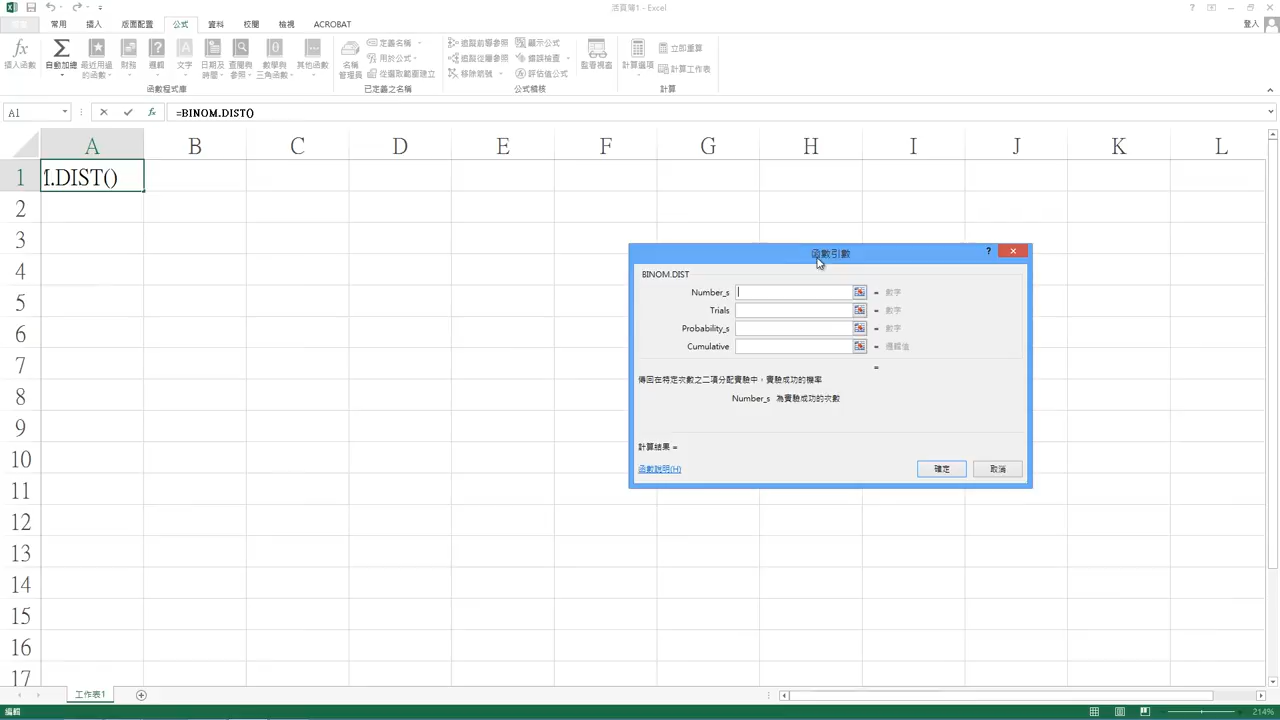 活頁簿1 - Excel
登入
常用 插入 版面配置 公式 資料 校閱 檢視 ACROBAT
插入函數 自動加總 最近用過的函數 財務 邏輯 文字 日期及時間 查閱與參照 數學與三角函數 其他函數
函數程式庫
名稱管理員 定義名稱 用於公式 從選取範圍建立
已定義之名稱
追蹤前導參照 追蹤從屬參照 移除箭號 顯示公式 錯誤檢查 評估值公式 監看視窗
公式稽核
計算選項 立即重算 計算工作表
計算
A1 fx =BINOM.DIST()
A B C D E F G H I J K L
1 M.DIST()
2
3
4
5
6
7
8
9
10
11
12
13
14
15
16
17
函數引數
BINOM.DIST
Number_s = 數字
Trials = 數字
Probability_s = 數字
Cumulative = 邏輯值
=
傳回在特定次數之二項分配實驗中，實驗成功的機率
Number_s 為實驗成功的次數
計算結果 =
函數說明(H)
確定 取消
工作表1
編輯
214%